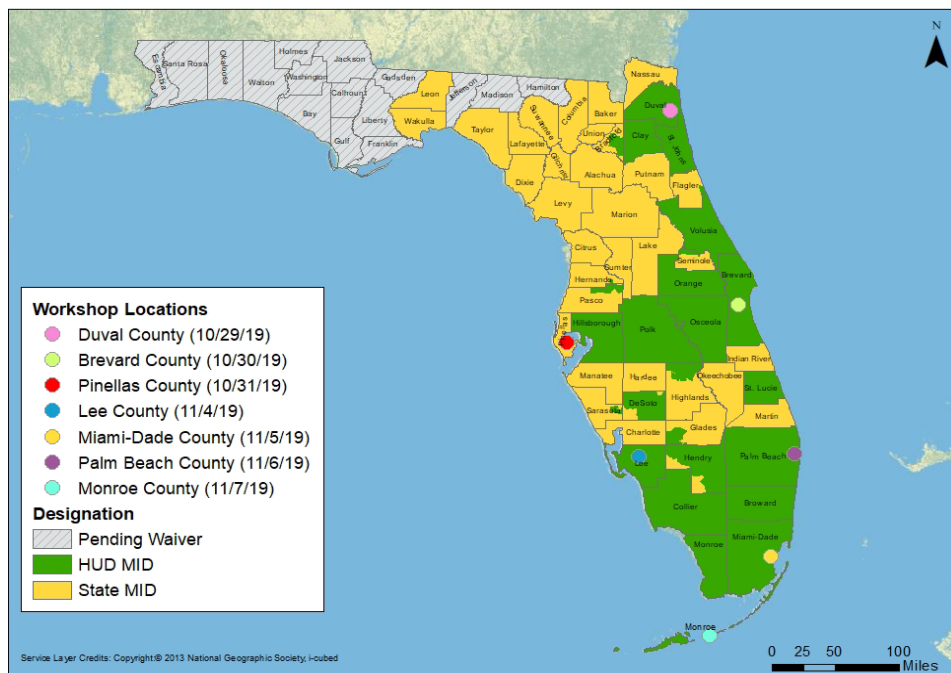 N
Holmes
Jackson
Escambia
Santa Rosa
Okaloosa
Walton
Washington
Calhoun
Bay
Gulf
Liberty
Franklin
Gadsden
Leon
Wakulla
Jefferson
Madison
Hamilton
Taylor
Suwannee
Lafayette
Columbia
Baker
Union
Bradford
Nassau
Duval
Clay
St. Johns
Gilchrist
Dixie
Alachua
Putnam
Flagler
Levy
Marion
Volusia
Citrus
Sumter
Lake
Seminole
Hernando
Orange
Brevard
Pasco
Pinellas
Hillsborough
Polk
Osceola
Indian River
Manatee
Hardee
Okeechobee
Highlands
St. Lucie
Sarasota
DeSoto
Martin
Charlotte
Glades
Lee
Hendry
Palm Beach
Collier
Broward
Monroe
Miami-Dade
Monroe
Workshop Locations
Duval County (10/29/19)
Brevard County (10/30/19)
Pinellas County (10/31/19)
Lee County (11/4/19)
Miami-Dade County (11/5/19)
Palm Beach County (11/6/19)
Monroe County (11/7/19)
Designation
Pending Waiver
HUD MID
State MID
Service Layer Credits: Copyright:© 2013 National Geographic Society, i-cubed
0 25 50 100
Miles